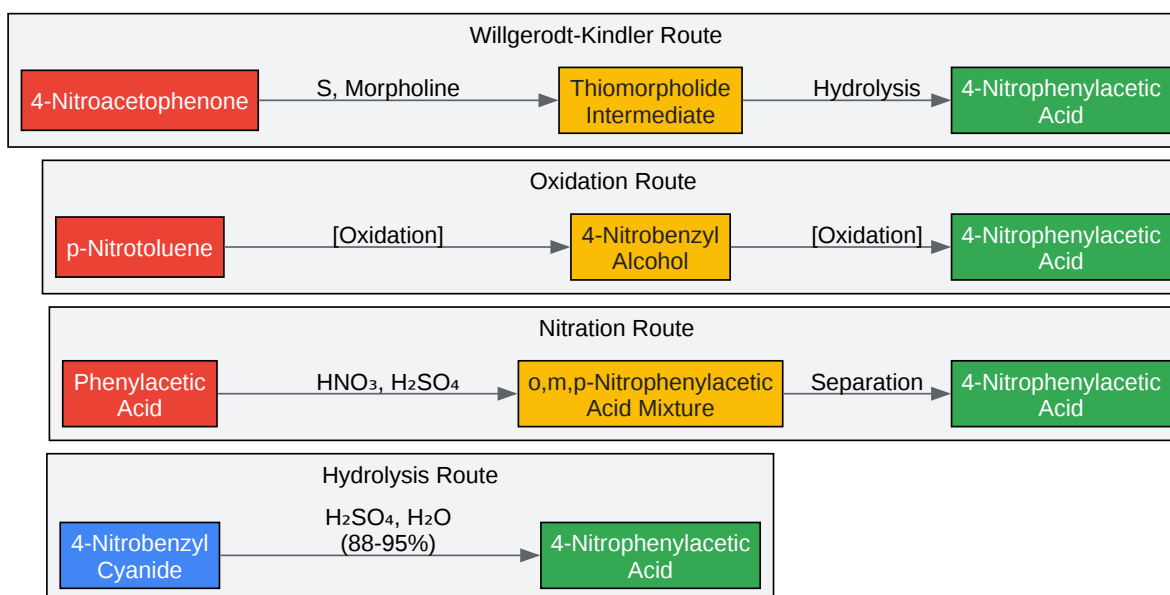 Willgerodt-Kindler Route
4-Nitroacetophenone
S, Morpholine
Thiomorpholide
Intermediate
Hydrolysis
4-Nitrophenylacetic
Acid
Oxidation Route
p-Nitrotoluene
[Oxidation]
4-Nitrobenzyl
Alcohol
[Oxidation]
4-Nitrophenylacetic
Acid
Nitration Route
Phenylacetic
Acid
HNO₃, H₂SO₄
o,m,p-Nitrophenylacetic
Acid Mixture
Separation
4-Nitrophenylacetic
Acid
Hydrolysis Route
4-Nitrobenzyl
Cyanide
H₂SO₄, H₂O
(88-95%)
4-Nitrophenylacetic
Acid